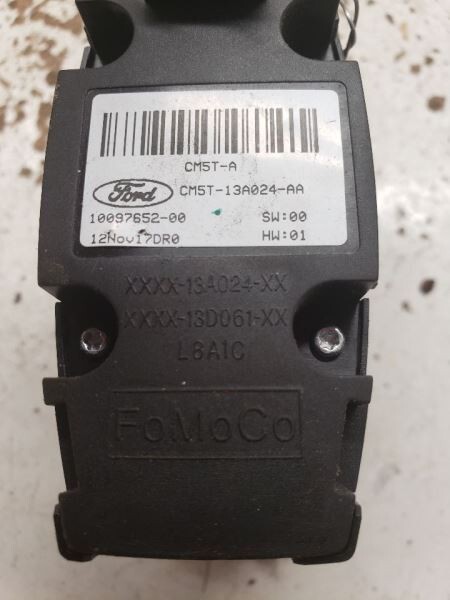 CM5T-A
Ford
CM5T-13A024-AA
10097652-00 SW:00
12Nov17DR0 HW:01
XXXX-13A024-XX
XXXX-13D061-XX
L8A1C
FoMoCo